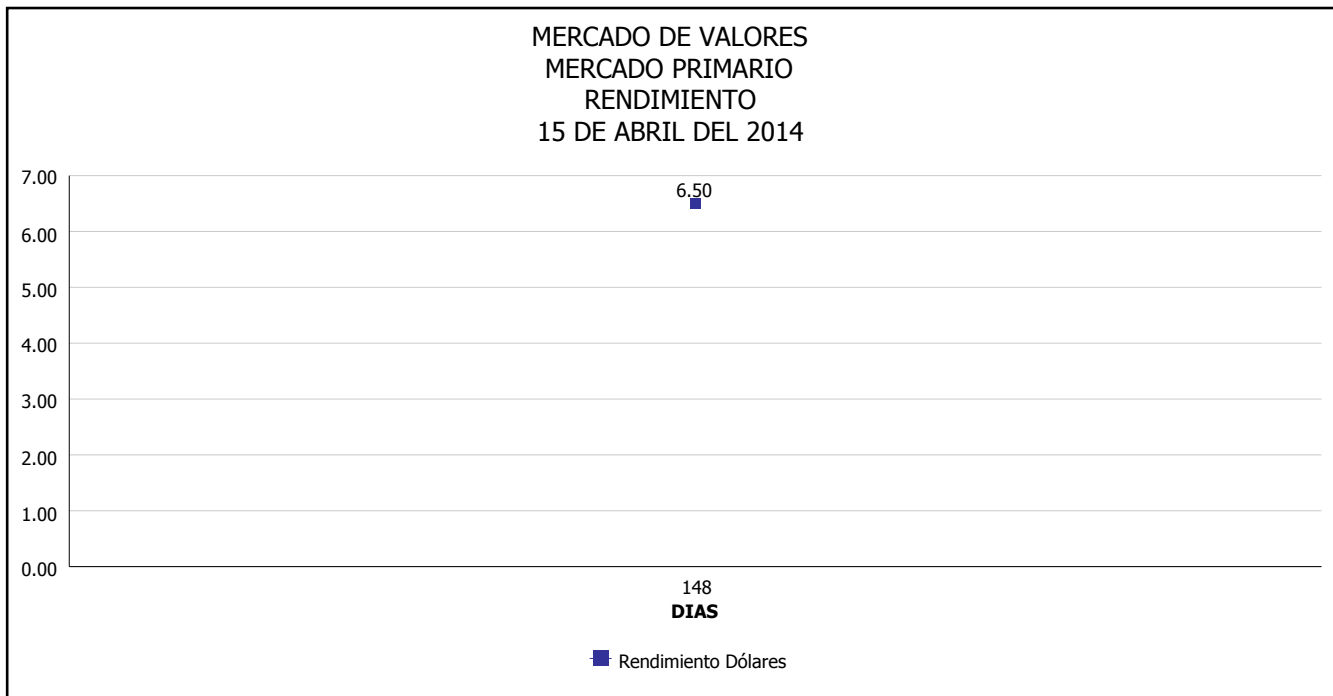 MERCADO DE VALORES
MERCADO PRIMARIO
RENDIMIENTO
15 DE ABRIL DEL 2014
7.00
6.50
6.00
5.00
4.00
3.00
2.00
1.00
0.00
148
DIAS
Rendimiento Dólares